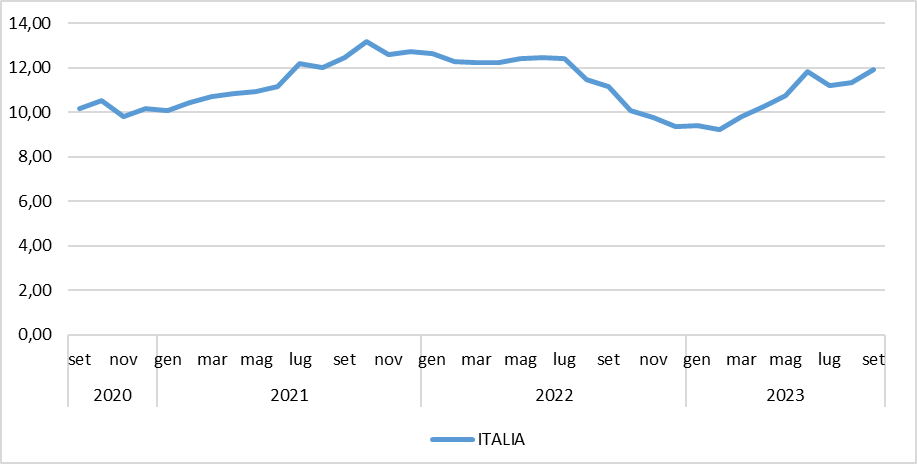 14,00
12,00
10,00
8,00
6,00
4,00
2,00
0,00
set nov gen mar mag lug set nov gen mar mag lug set nov gen mar mag lug set
2020 2021 2022 2023
ITALIA